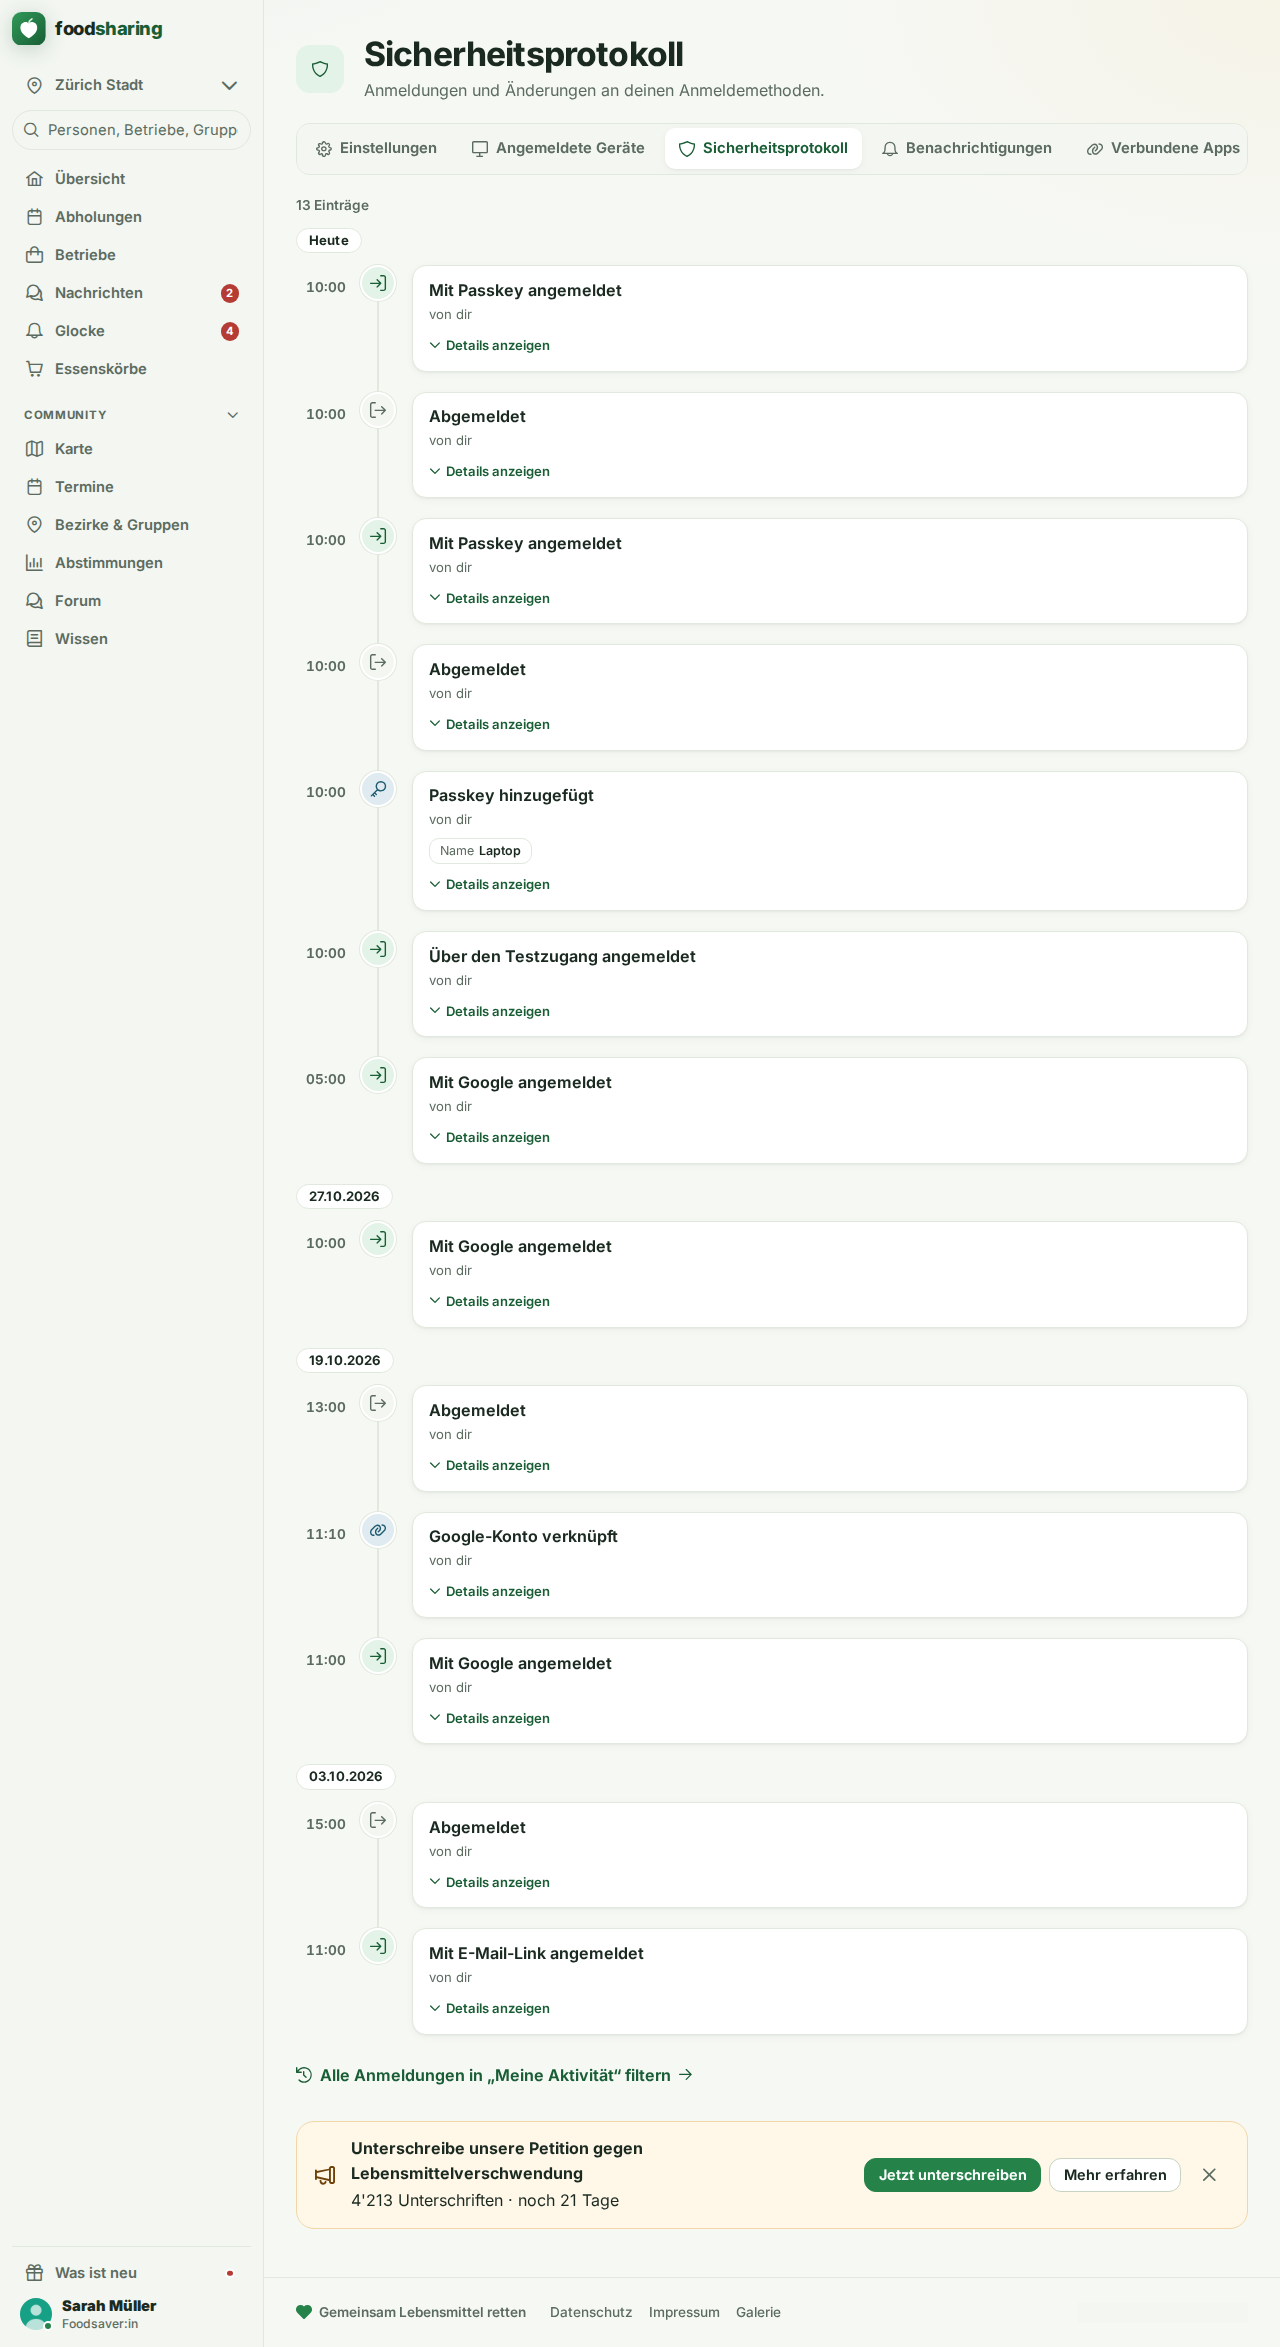 foodsharing
Zürich Stadt
Personen, Betriebe, Grupp
Übersicht
Abholungen
Betriebe
Nachrichten 2
Glocke 4
Essenskörbe
COMMUNITY
Karte
Termine
Bezirke & Gruppen
Abstimmungen
Forum
Wissen
Was ist neu
Sarah Müller
Foodsaver:in
Sicherheitsprotokoll
Anmeldungen und Änderungen an deinen Anmeldemethoden.
Einstellungen Angemeldete Geräte Sicherheitsprotokoll Benachrichtigungen Verbundene Apps
13 Einträge
Heute
10:00 Mit Passkey angemeldet
von dir
Details anzeigen
10:00 Abgemeldet
von dir
Details anzeigen
10:00 Mit Passkey angemeldet
von dir
Details anzeigen
10:00 Abgemeldet
von dir
Details anzeigen
10:00 Passkey hinzugefügt
von dir
Name Laptop
Details anzeigen
10:00 Über den Testzugang angemeldet
von dir
Details anzeigen
05:00 Mit Google angemeldet
von dir
Details anzeigen
27.10.2026
10:00 Mit Google angemeldet
von dir
Details anzeigen
19.10.2026
13:00 Abgemeldet
von dir
Details anzeigen
11:10 Google-Konto verknüpft
von dir
Details anzeigen
11:00 Mit Google angemeldet
von dir
Details anzeigen
03.10.2026
15:00 Abgemeldet
von dir
Details anzeigen
11:00 Mit E-Mail-Link angemeldet
von dir
Details anzeigen
Alle Anmeldungen in „Meine Aktivität“ filtern →
Unterschreibe unsere Petition gegen
Lebensmittelverschwendung
4'213 Unterschriften · noch 21 Tage
Jetzt unterschreiben Mehr erfahren
Gemeinsam Lebensmittel retten Datenschutz Impressum Galerie